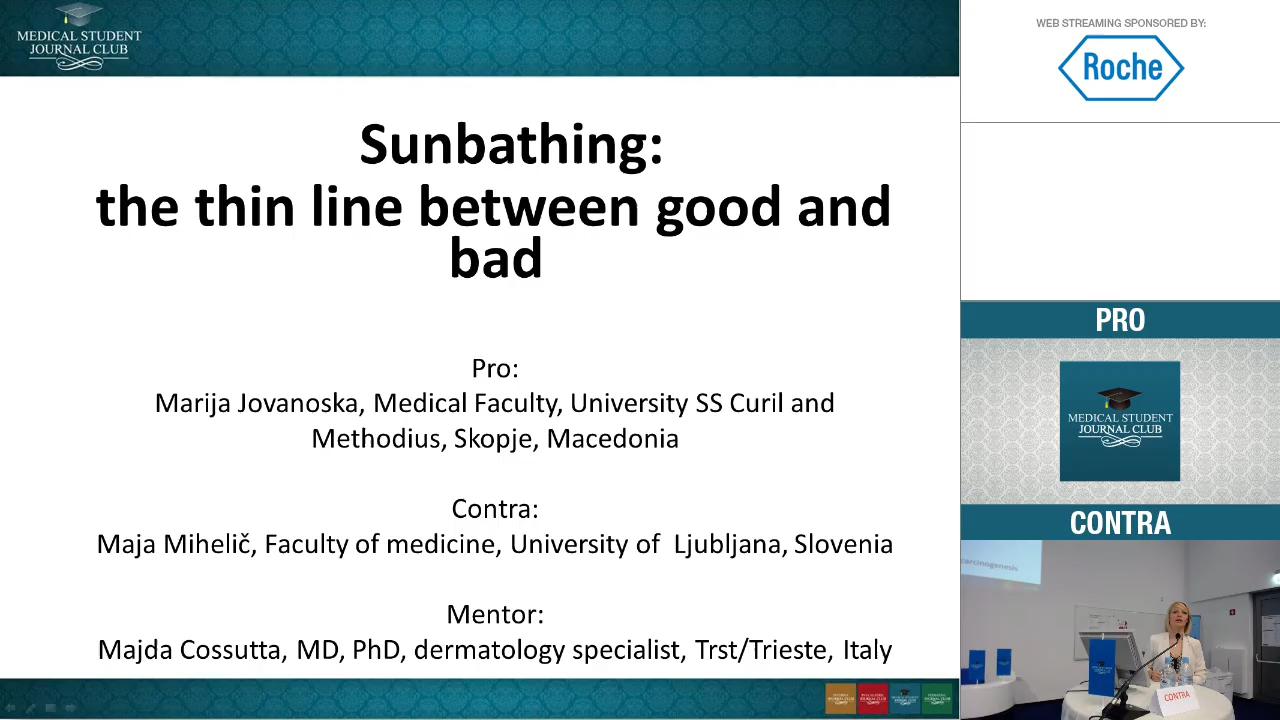 MEDICAL STUDENT
JOURNAL CLUB
Sunbathing:
the thin line between good and
bad
Pro:
Marija Jovanoska, Medical Faculty, University SS Curil and
Methodius, Skopje, Macedonia
Contra:
Maja Mihelič, Faculty of medicine, University of Ljubljana, Slovenia
Mentor:
Majda Cossutta, MD, PhD, dermatology specialist, Trst/Trieste, Italy
WEB STREAMING SPONSORED BY:
Roche
PRO
MEDICAL STUDENT
JOURNAL CLUB
CONTRA
carcinogenesis
CONTRA